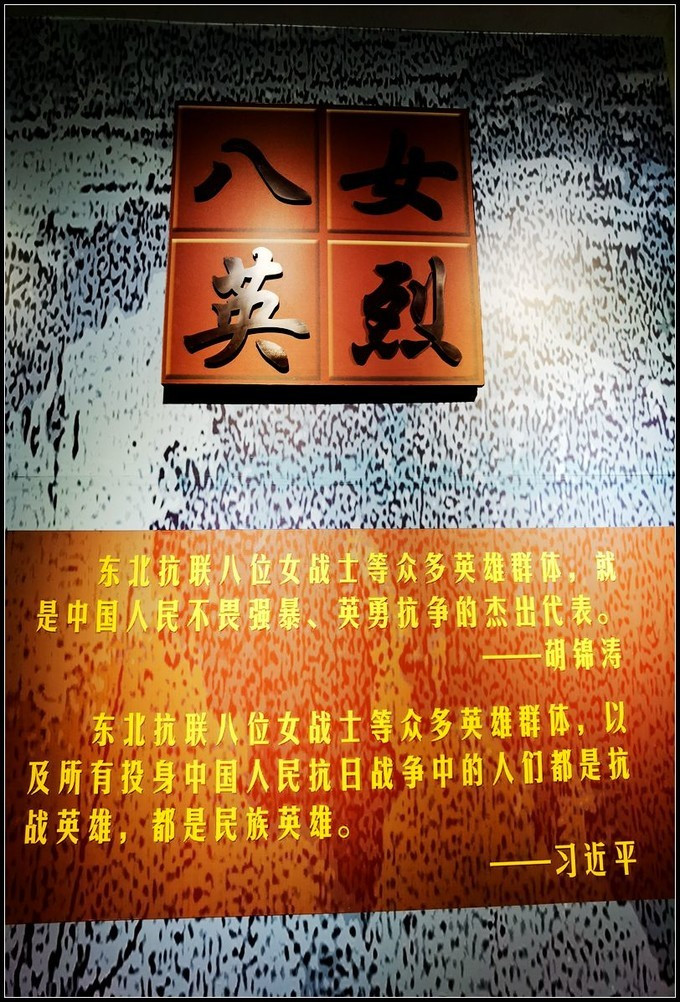 八女
英烈
东北抗联八位女战士等众多英雄群体，就
是中国人民不畏强暴、英勇抗争的杰出代表。
——胡锦涛
东北抗联八位女战士等众多英雄群体，以
及所有投身中国人民抗日战争中的人们都是抗
战英雄，都是民族英雄。
——习近平